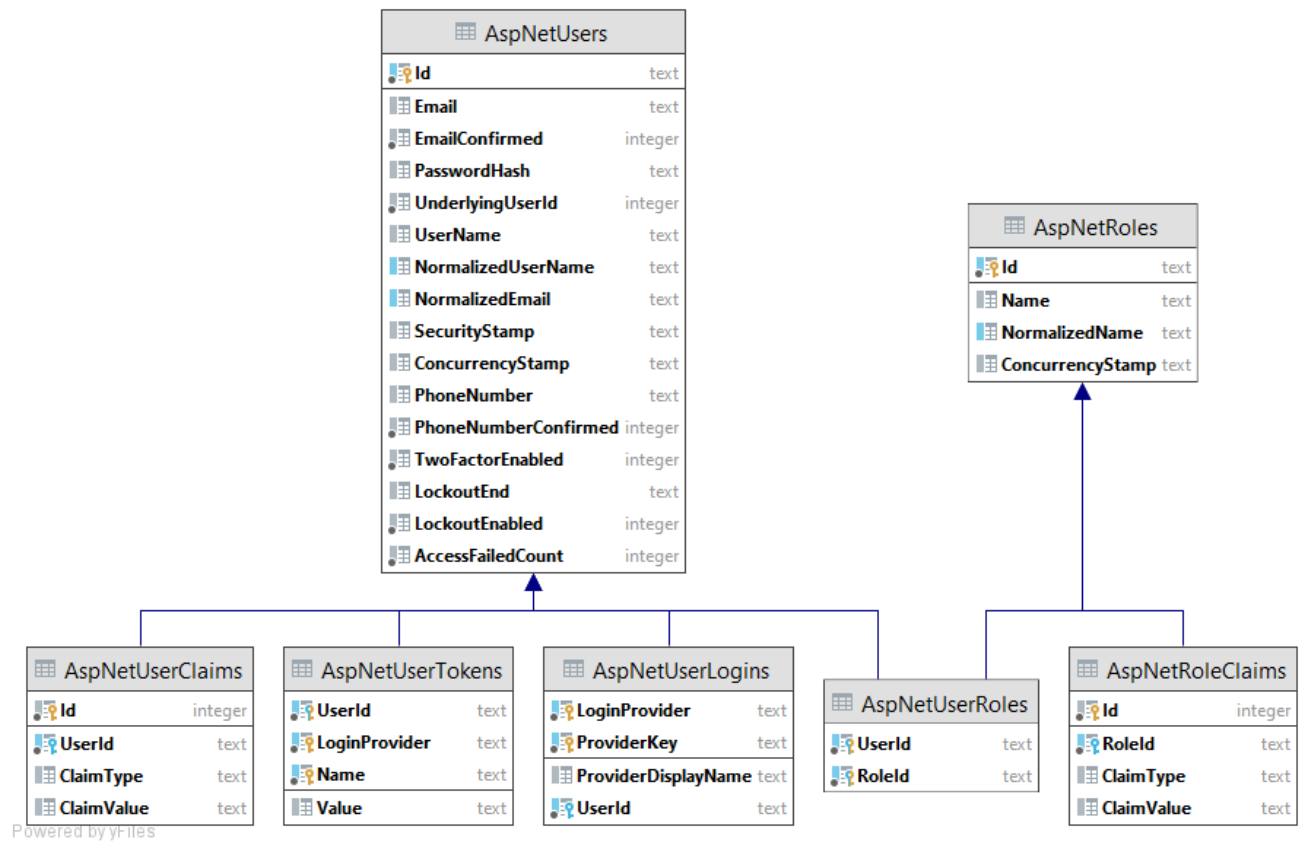 AspNetUsers
Id text
Email text
EmailConfirmed integer
PasswordHash text
UnderlyingUserId integer
UserName text
NormalizedUserName text
NormalizedEmail text
SecurityStamp text
ConcurrencyStamp text
PhoneNumber text
PhoneNumberConfirmed integer
TwoFactorEnabled integer
LockoutEnd text
LockoutEnabled integer
AccessFailedCount integer
AspNetRoles
Id text
Name text
NormalizedName text
ConcurrencyStamp text
AspNetUserClaims
Id integer
UserId text
ClaimType text
ClaimValue text
AspNetUserTokens
UserId text
LoginProvider text
Name text
Value text
AspNetUserLogins
LoginProvider text
ProviderKey text
ProviderDisplayName text
UserId text
AspNetUserRoles
UserId text
RoleId text
AspNetRoleClaims
Id integer
RoleId text
ClaimType text
ClaimValue text
Powered by yFiles